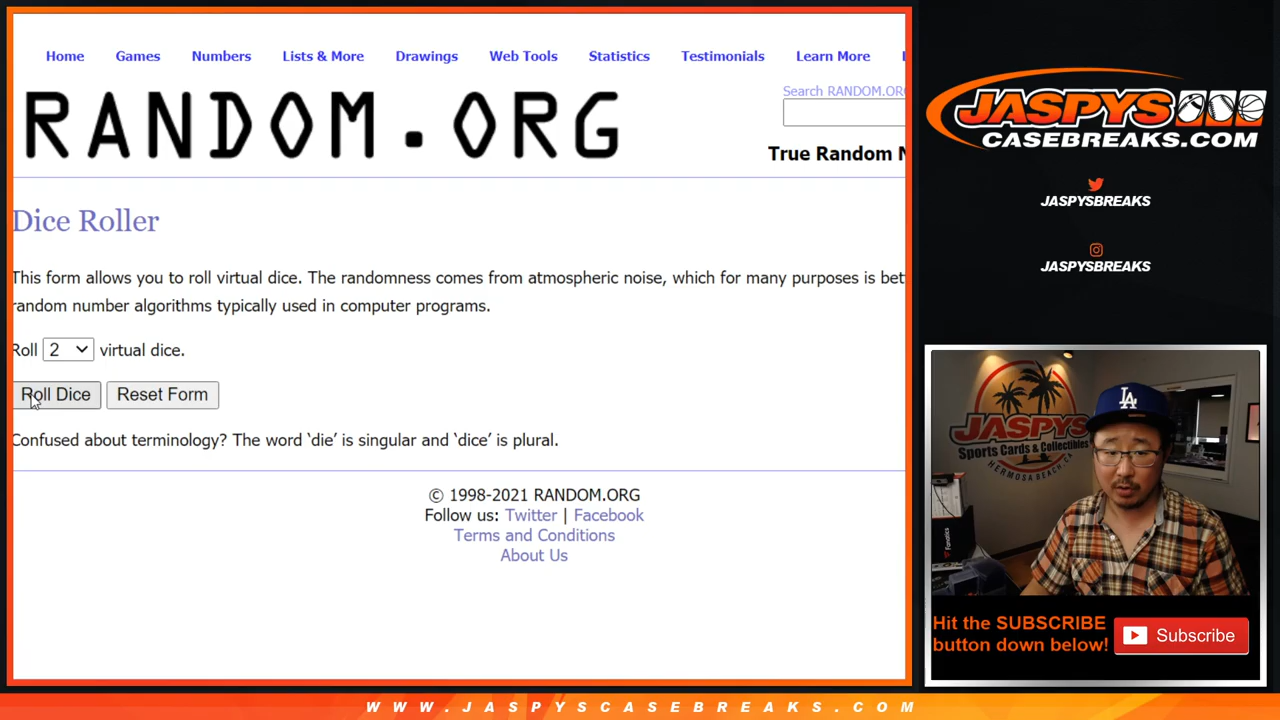 Home Games Numbers Lists & More Drawings Web Tools Statistics Testimonials Learn More
RANDOM.ORG
Search RANDOM.OR
True Random N
Dice Roller
This form allows you to roll virtual dice. The randomness comes from atmospheric noise, which for many purposes is bet
random number algorithms typically used in computer programs.
Roll 2 virtual dice.
Roll Dice Reset Form
Confused about terminology? The word ‘die’ is singular and ‘dice’ is plural.
© 1998-2021 RANDOM.ORG
Follow us: Twitter | Facebook
Terms and Conditions
About Us
JASPYS
CASEBREAKS.COM
JASPYSBREAKS
JASPYSBREAKS
JASPYS
Sports Cards & Collectibles
HERMOSA BEACH, CA
LA
Fanatics
Hit the SUBSCRIBE
button down below!
Subscribe
WWW.JASPYSCASEBREAKS.COM